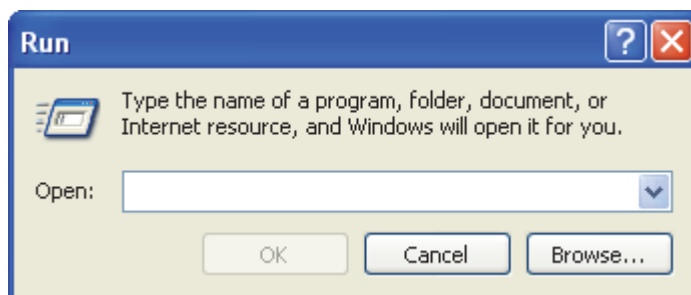 Run
Type the name of a program, folder, document, or
Internet resource, and Windows will open it for you.
Open:
OK Cancel Browse...